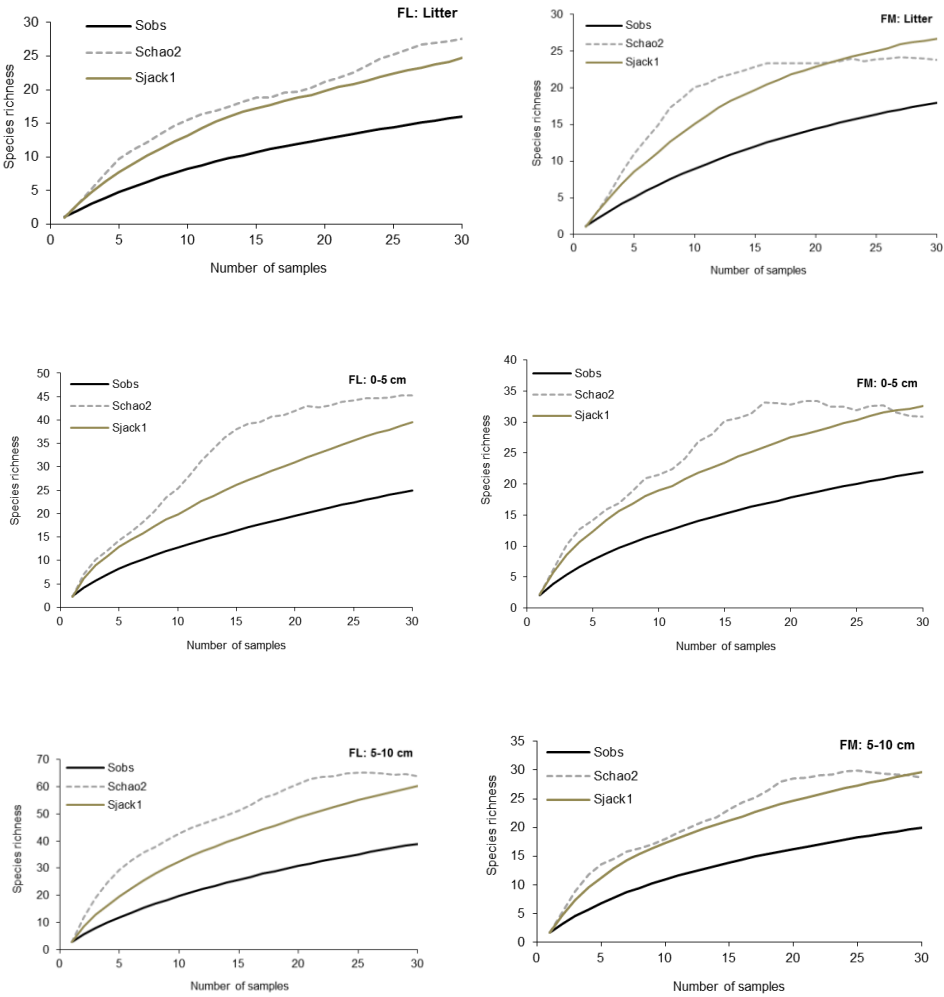 FL: Litter
Sobs
Schao2
Sjack1
Species richness
30
25
20
15
10
5
0
0 5 10 15 20 25 30
Number of samples
FM: Litter
Sobs
Schao2
Sjack1
Species richness
30
25
20
15
10
5
0
0 5 10 15 20 25 30
Number of samples
FL: 0-5 cm
Sobs
Schao2
Sjack1
Species richness
50
45
40
35
30
25
20
15
10
5
0
0 5 10 15 20 25 30
Number of samples
FM: 0-5 cm
Sobs
Schao2
Sjack1
Species richness
40
35
30
25
20
15
10
5
0
0 5 10 15 20 25 30
Number of samples
FL: 5-10 cm
Sobs
Schao2
Sjack1
Species richness
70
60
50
40
30
20
10
0
0 5 10 15 20 25 30
Number of samples
FM: 5-10 cm
Sobs
Schao2
Sjack1
Species richness
35
30
25
20
15
10
5
0
0 5 10 15 20 25 30
Number of samples